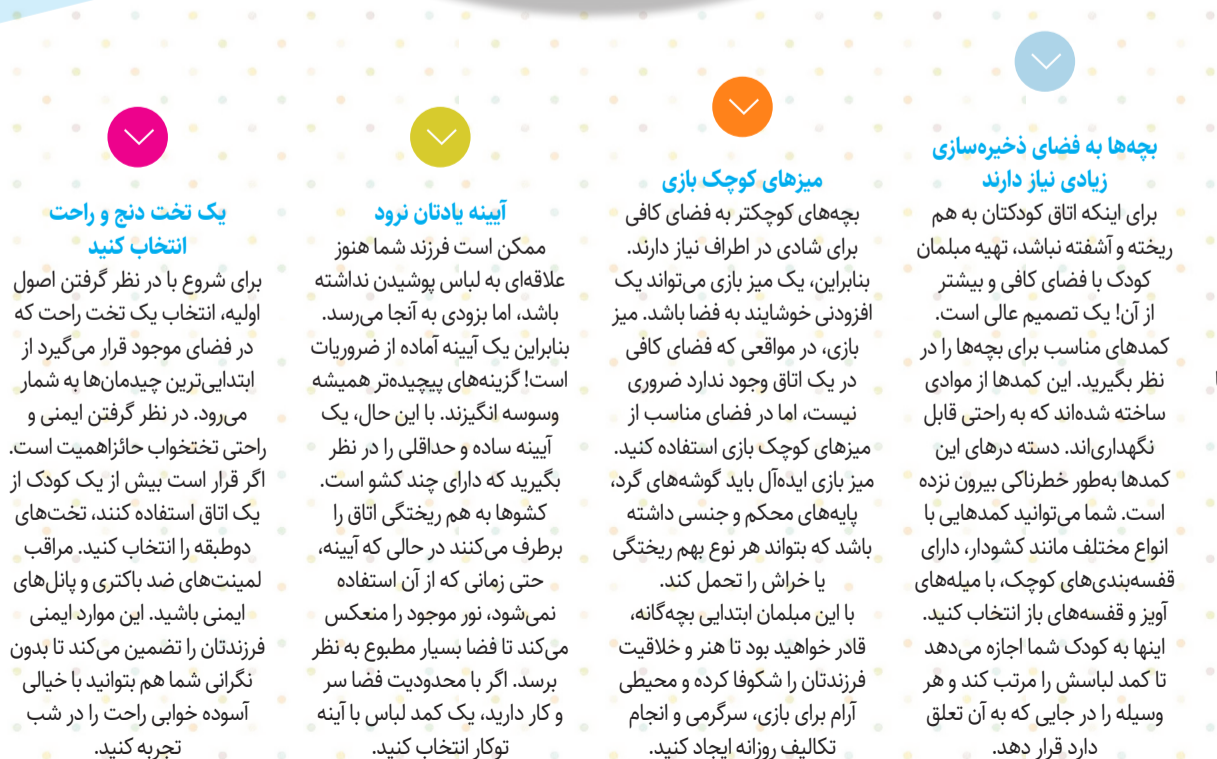 بچه‌ها به فضای ذخیره‌سازی
زیادی نیاز دارند
برای اینکه اتاق کودکتان به هم
ریخته و آشفته نباشد، تهیه مبلمان
کودک با فضای کافی و بیشتر
از آن! یک تصمیم عالی است.
کمدهای مناسب برای بچه‌ها را در
نظر بگیرید. این کمدها از موادی
ساخته شده‌اند که به راحتی قابل
نگهداری‌اند. دسته درهای این
کمدها به‌طور خطرناکی بیرون نزده
است. شما می‌توانید کمدهایی با
انواع مختلف مانند کشودار، دارای
قفسه‌بندی‌های کوچک، با میله‌های
آویز و قفسه‌های باز انتخاب کنید.
اینها به کودک شما اجازه می‌دهد
تا کمد لباسش را مرتب کند و هر
وسیله را در جایی که به آن تعلق
دارد قرار دهد.
میزهای کوچک بازی
بچه‌های کوچکتر به فضای کافی
برای شادی در اطراف نیاز دارند.
بنابراین، یک میز بازی می‌تواند یک
افزودنی خوشایند به فضا باشد. میز
بازی، در مواقعی که فضای کافی
در یک اتاق وجود ندارد ضروری
نیست، اما در فضای مناسب از
میزهای کوچک بازی استفاده کنید.
میز بازی ایده‌آل باید گوشه‌های گرد،
پایه‌های محکم و جنسی داشته
باشد که بتواند هر نوع بهم ریختگی
یا خراش را تحمل کند.
با این مبلمان ابتدایی بچه‌گانه،
قادر خواهید بود تا هنر و خلاقیت
فرزندتان را شکوفا کرده و محیطی
آرام برای بازی، سرگرمی و انجام
تکالیف روزانه ایجاد کنید.
آیینه یادتان نرود
ممکن است فرزند شما هنوز
علاقه‌ای به لباس پوشیدن نداشته
باشد، اما بزودی به آنجا می‌رسد.
بنابراین یک آیینه آماده از ضروریات
است! گزینه‌های پیچیده‌تر همیشه
وسوسه انگیزند. با این حال، یک
آیینه ساده و حداقلی را در نظر
بگیرید که دارای چند کشو است.
کشوها به هم ریختگی اتاق را
برطرف می‌کنند در حالی که آیینه،
حتی زمانی که از آن استفاده
نمی‌شود، نور موجود را منعکس
می‌کند تا فضا بسیار مطبوع به نظر
برسد. اگر با محدودیت فضا سر
و کار دارید، یک کمد لباس با آینه
توکار انتخاب کنید.
یک تخت دنج و راحت
انتخاب کنید
برای شروع با در نظر گرفتن اصول
اولیه، انتخاب یک تخت راحت که
در فضای موجود قرار می‌گیرد از
ابتدایی‌ترین چیدمان‌ها به شمار
می‌رود. در نظر گرفتن ایمنی و
راحتی تختخواب حائزاهمیت است.
اگر قرار است بیش از یک کودک از
یک اتاق استفاده کنند، تخت‌های
دوطبقه را انتخاب کنید. مراقب
لمینت‌های ضد باکتری و پانل‌های
ایمنی باشید. این موارد ایمنی
فرزندتان را تضمین می‌کند تا بدون
نگرانی شما هم بتوانید با خیالی
آسوده خوابی راحت را در شب
تجربه کنید.